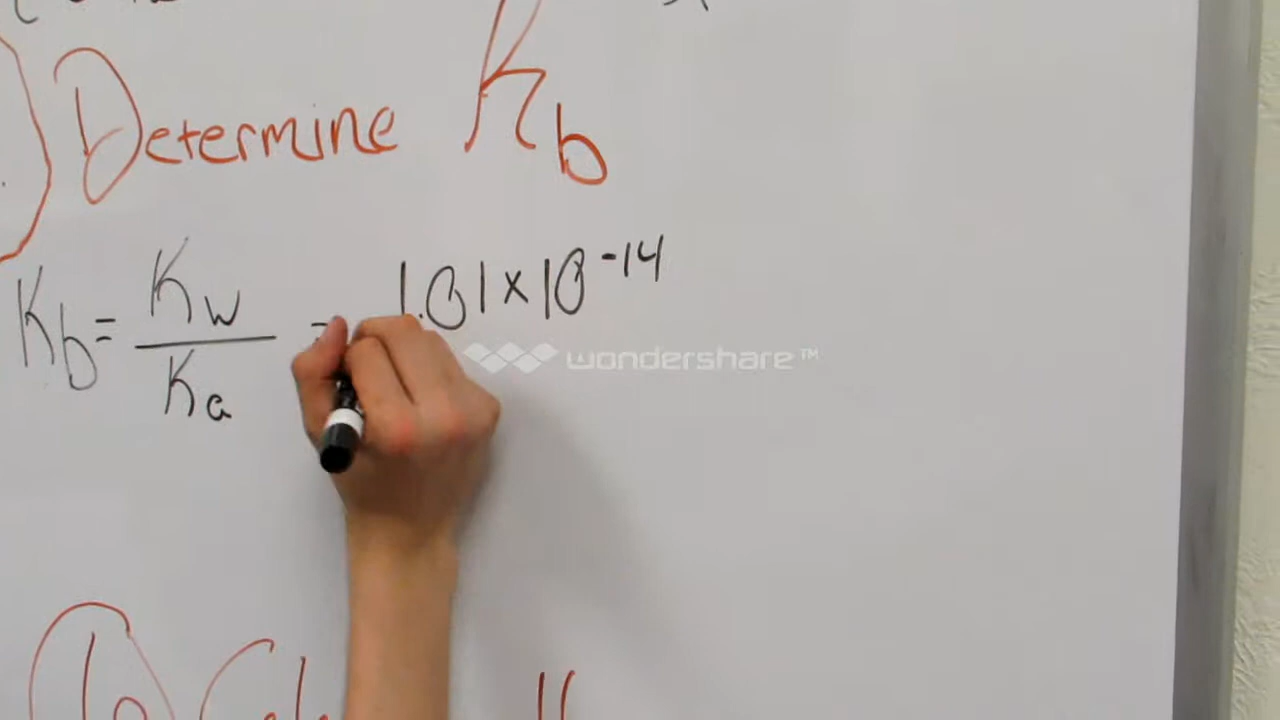 Determine Kb
Kb = Kw / Ka = 1.01 x 10^-14
wondershare™